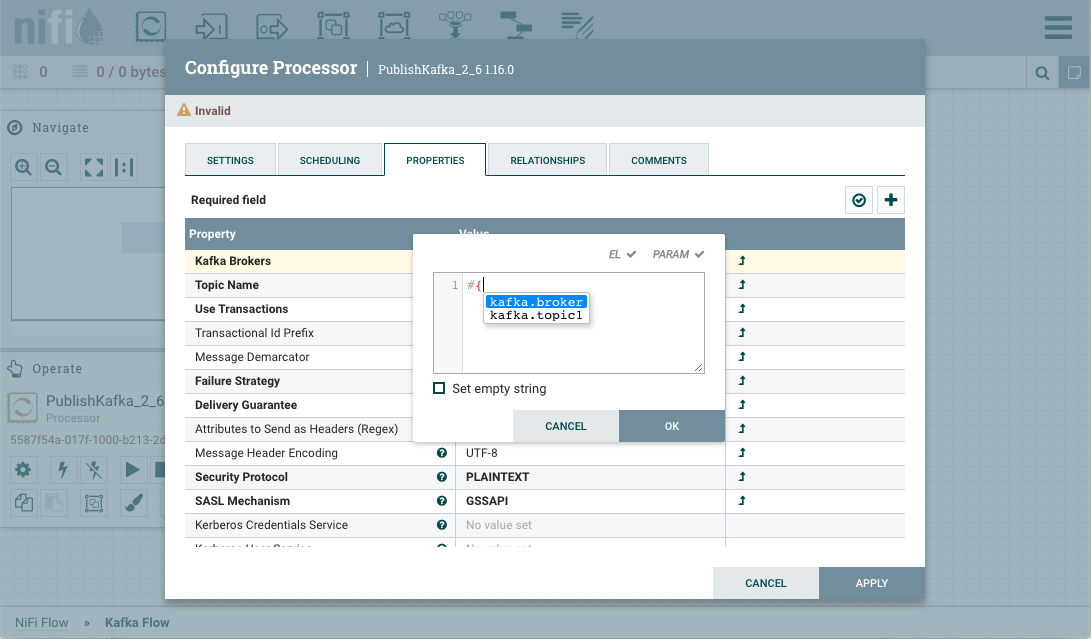 nifi
0
0 / 0 bytes
Configure Processor | PublishKafka_2_6 1.16.0
Invalid
Navigate
SETTINGS
SCHEDULING
PROPERTIES
RELATIONSHIPS
COMMENTS
Required field
Property
Value
EL
PARAM
1 #{
kafka.broker
kafka.topic1
Set empty string
CANCEL
OK
Kafka Brokers
Topic Name
Use Transactions
Transactional Id Prefix
Message Demarcator
Failure Strategy
Delivery Guarantee
Attributes to Send as Headers (Regex)
Message Header Encoding UTF-8
Security Protocol PLAINTEXT
SASL Mechanism GSSAPI
Kerberos Credentials Service No value set
Operate
PublishKafka_2_6
Processor
5587f54a-017f-1000-b213-2d
CANCEL
APPLY
NiFi Flow » Kafka Flow